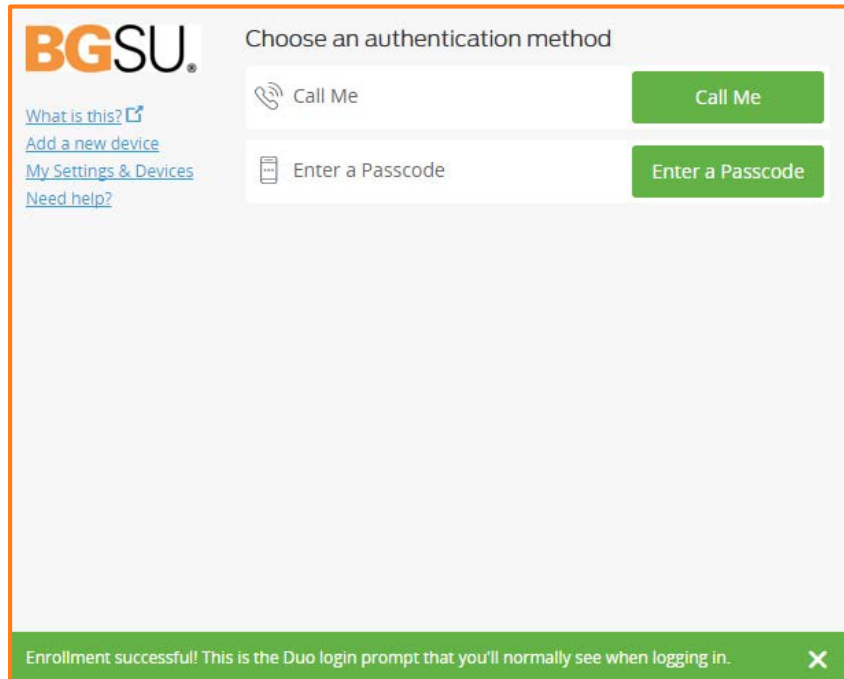 BGSU®
What is this?
Add a new device
My Settings & Devices
Need help?
Choose an authentication method
Call Me
Call Me
Enter a Passcode
Enter a Passcode
Enrollment successful! This is the Duo login prompt that you'll normally see when logging in.